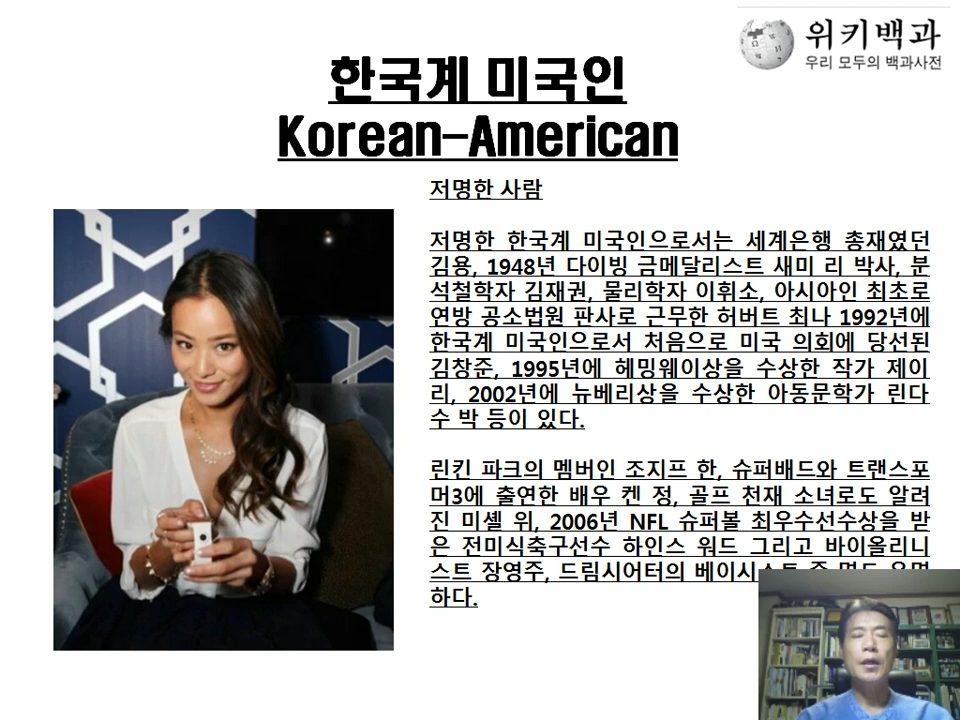 위키백과
우리 모두의 백과사전
한국계 미국인
Korean-American
저명한 사람
저명한 한국계 미국인으로서는 세계은행 총재였던
김용, 1948년 다이빙 금메달리스트 새미 리 박사, 분
석철학자 김재권, 물리학자 이휘소, 아시아인 최초로
연방 공소법원 판사로 근무한 허버트 최나 1992년에
한국계 미국인으로서 처음으로 미국 의회에 당선된
김창준, 1995년에 헤밍웨이상을 수상한 작가 제이
리, 2002년에 뉴베리상을 수상한 아동문학가 린다
수 박 등이 있다.
린킨 파크의 멤버인 조지프 한, 슈퍼배드와 트랜스포
머3에 출연한 배우 켄 정, 골프 천재 소녀로도 알려
진 미셸 위, 2006년 NFL 슈퍼볼 최우수선수상을 받
은 전미식축구선수 하인스 워드 그리고 바이올리니
스트 장영주, 드림시어터의 베이시스트
하다.